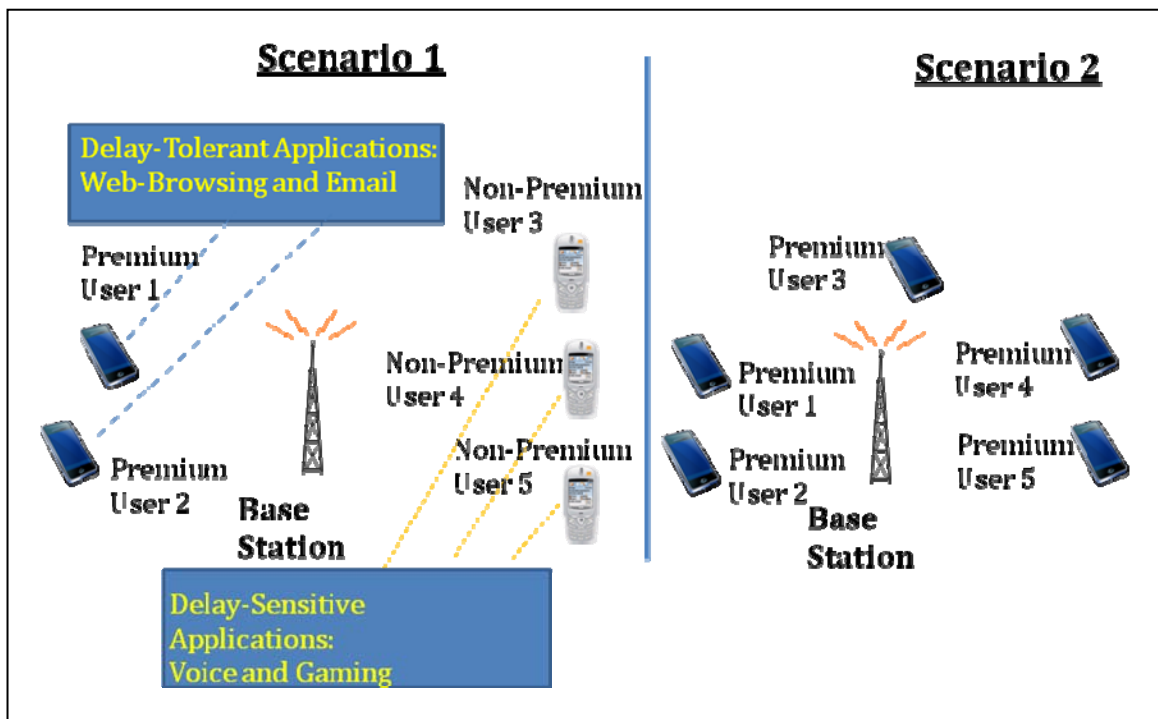 Scenario 1
Delay-Tolerant Applications:
Web-Browsing and Email
Non-Premium
User 3
Premium
User 1
Non-Premium
User 4
Non-Premium
User 5
Premium
User 2
Base
Station
Delay-Sensitive
Applications:
Voice and Gaming
Scenario 2
Premium
User 3
Premium
User 1
Premium
User 4
Premium
User 2
Premium
User 5
Base
Station